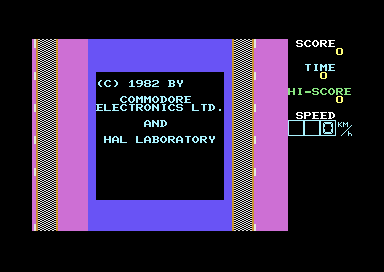 SCORE
0
TIME
0
HI-SCORE
0
SPEED
0 KM/h
(C) 1982 BY
COMMODORE
ELECTRONICS LTD.
AND
HAL LABORATORY